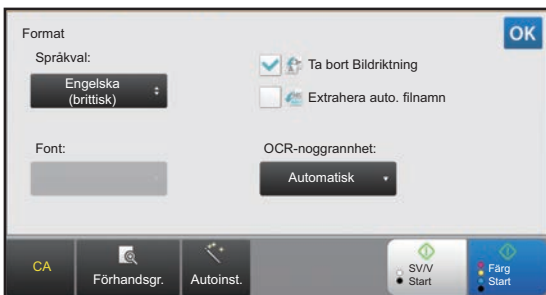 Format
OK
Språkval:
Engelska
(brittisk)
Ta bort Bildriktning
Extrahera auto. filnamn
Font:
OCR-noggrannhet:
Automatisk
CA
Förhandsgr.
Autoinst.
SV/V
Start
Färg
Start